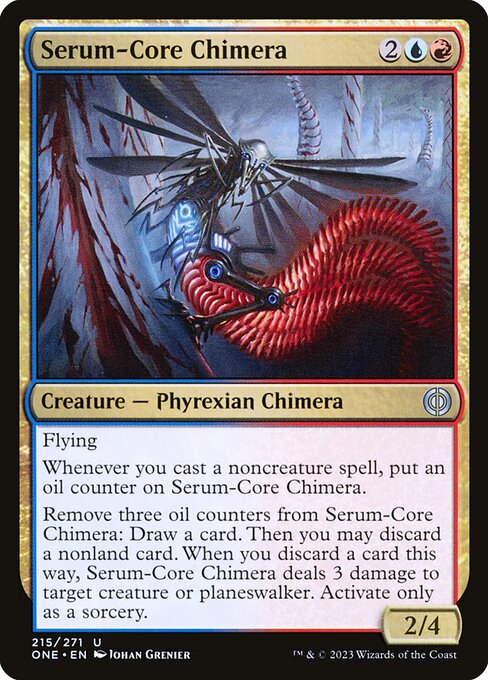 Serum-Core Chimera 2
Creature — Phyrexian Chimera
Flying
Whenever you cast a noncreature spell, put an
oil counter on Serum-Core Chimera.
Remove three oil counters from Serum-Core
Chimera: Draw a card. Then you may discard
a nonland card. When you discard a card this
way, Serum-Core Chimera deals 3 damage to
target creature or planeswalker. Activate only
as a sorcery.
2/4
215/271 U
ONE • EN Johan Grenier
™ & © 2023 Wizards of the Coast